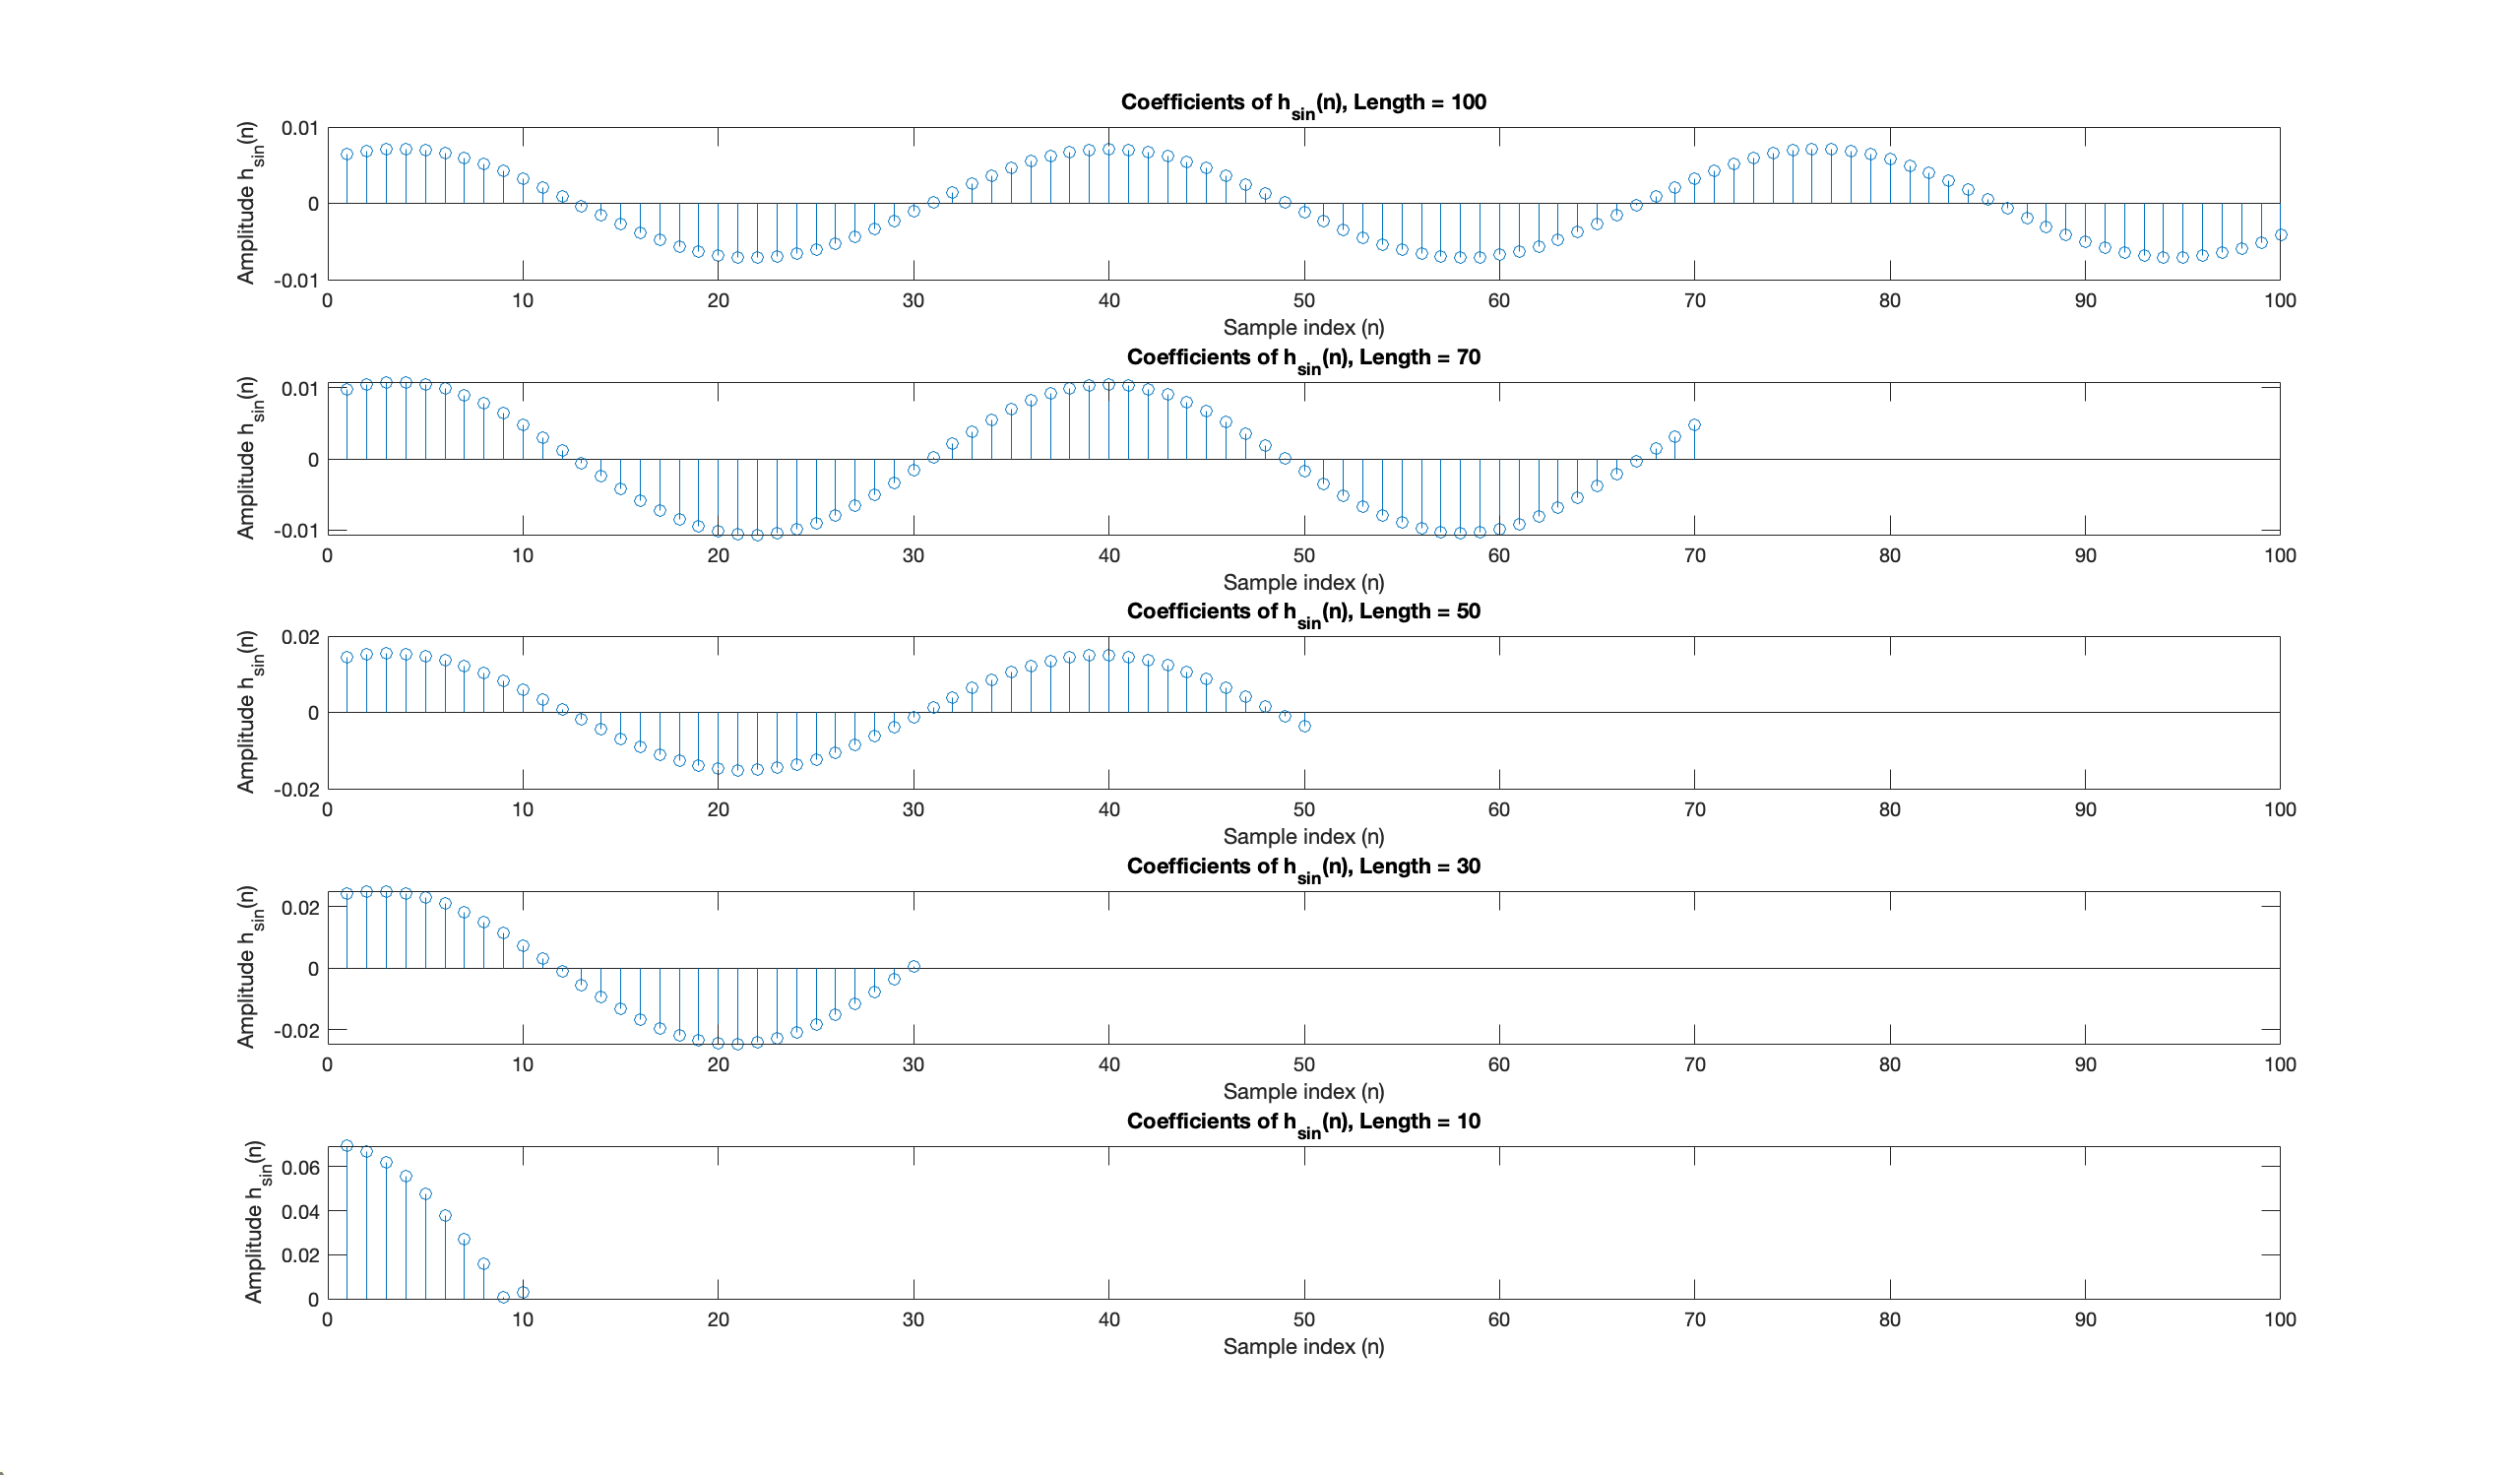 Coefficients of h_sin(n), Length = 100
Amplitude h_sin(n)
0.01
0
-0.01
0 10 20 30 40 50 60 70 80 90 100
Sample index (n)
Coefficients of h_sin(n), Length = 70
Amplitude h_sin(n)
0.01
0
-0.01
0 10 20 30 40 50 60 70 80 90 100
Sample index (n)
Coefficients of h_sin(n), Length = 50
Amplitude h_sin(n)
0.02
0
-0.02
0 10 20 30 40 50 60 70 80 90 100
Sample index (n)
Coefficients of h_sin(n), Length = 30
Amplitude h_sin(n)
0.02
0
-0.02
0 10 20 30 40 50 60 70 80 90 100
Sample index (n)
Coefficients of h_sin(n), Length = 10
Amplitude h_sin(n)
0.06
0.04
0.02
0
0 10 20 30 40 50 60 70 80 90 100
Sample index (n)